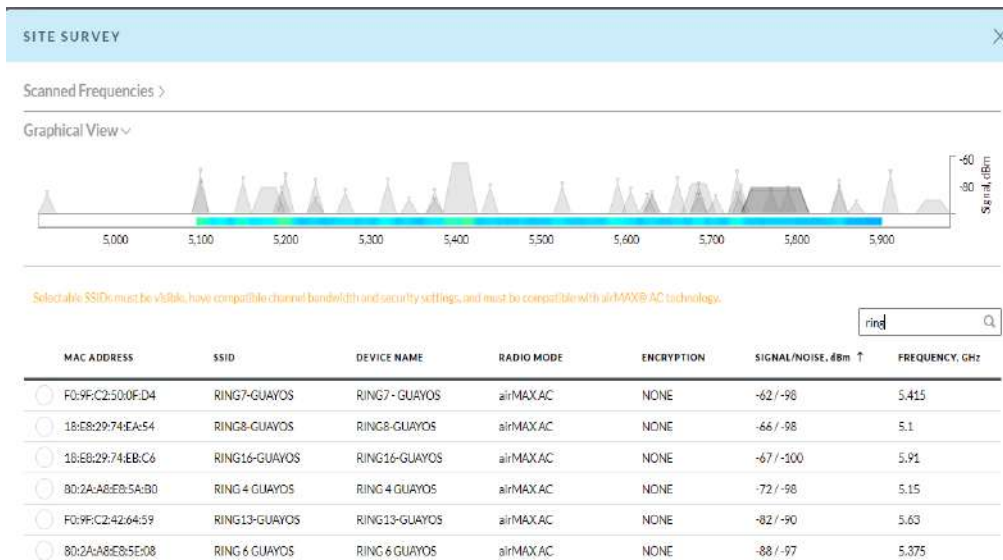 SITE SURVEY
Scanned Frequencies >
Graphical View
-60
-80
Signal, dBm
5,000 5,100 5,200 5,300 5,400 5,500 5,600 5,700 5,800 5,900
Selectable SSIDs must be visible, have compatible channel bandwidth and security settings, and must be compatible with airMAX® AC technology.
ring
MAC ADDRESS SSID DEVICE NAME RADIO MODE ENCRYPTION SIGNAL/NOISE, dBm ↑ FREQUENCY, GHz
F0:9F:C2:50:0F:D4 RING7-GUAYOS RING7 - GUAYOS airMAX AC NONE -62 / -98 5.415
18:E8:29:74:EA:54 RING8-GUAYOS RING8-GUAYOS airMAX AC NONE -66 / -98 5.1
18:E8:29:74:EB:C6 RING16-GUAYOS RING16-GUAYOS airMAX AC NONE -67 / -100 5.91
80:2A:A8:E8:5A:B0 RING 4 GUAYOS RING 4 GUAYOS airMAX AC NONE -72 / -98 5.15
F0:9F:C2:42:64:59 RING13-GUAYOS RING13-GUAYOS airMAX AC NONE -82 / -90 5.63
80:2A:A8:E8:5E:08 RING 6 GUAYOS RING 6 GUAYOS airMAX AC NONE -88 / -97 5.375